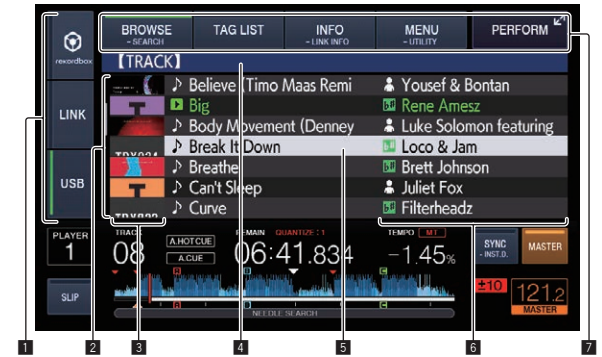 BROWSE
- SEARCH
TAG LIST
INFO
- LINK INFO
MENU
- UTILITY
PERFORM
rekordbox
【TRACK】
Believe (Timo Maas Remi
Yousef & Bontan
Big
Rene Amesz
Body Movement (Denney
Luke Solomon featuring
LINK
Break It Down
Loco & Jam
Breathe
Brett Johnson
USB
Can't Sleep
Juliet Fox
Curve
Filterheadz
PLAYER
1
TRACK
08
A.HOT CUE
A.CUE
REMAIN
QUANTIZE : 1
06:41.834
TEMPO
MT
-1.45%
SYNC
- INST.D.
MASTER
SLIP
A
D
C
A
D
C
NEEDLE SEARCH
±10
121.2
MASTER
1
2
3
4
5
6
7